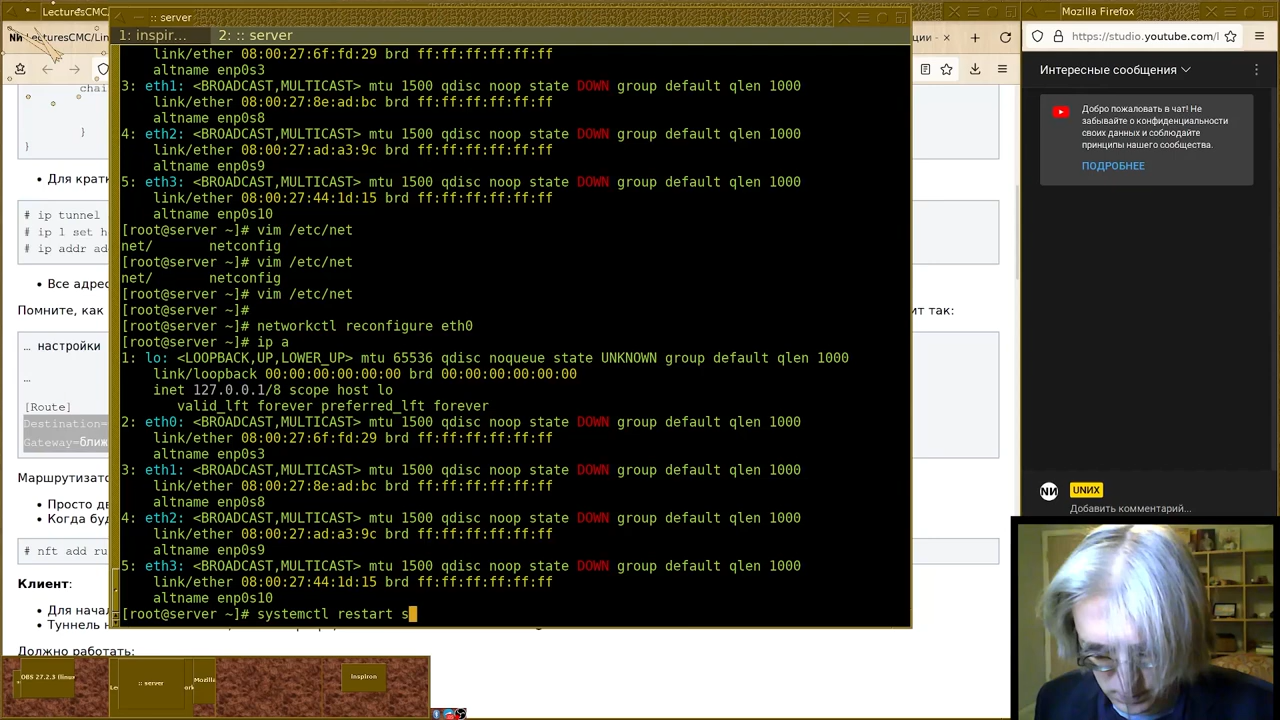 LecturesCMC
:: server
Mozilla Firefox
1: inspir... 2: :: server
LecturesCMC/Lin
ции -
https://studio.youtube.com/l
link/ether 08:00:27:6f:fd:29 brd ff:ff:ff:ff:ff:ff
altname enp0s3
3: eth1: <BROADCAST,MULTICAST> mtu 1500 qdisc noop state DOWN group default qlen 1000
link/ether 08:00:27:8e:ad:bc brd ff:ff:ff:ff:ff:ff
altname enp0s8
4: eth2: <BROADCAST,MULTICAST> mtu 1500 qdisc noop state DOWN group default qlen 1000
link/ether 08:00:27:ad:a3:9c brd ff:ff:ff:ff:ff:ff
altname enp0s9
5: eth3: <BROADCAST,MULTICAST> mtu 1500 qdisc noop state DOWN group default qlen 1000
link/ether 08:00:27:44:1d:15 brd ff:ff:ff:ff:ff:ff
altname enp0s10
[root@server ~]# vim /etc/net
net/ netconfig
[root@server ~]# vim /etc/net
net/ netconfig
[root@server ~]# vim /etc/net
[root@server ~]#
[root@server ~]# networkctl reconfigure eth0
[root@server ~]# ip a
1: lo: <LOOPBACK,UP,LOWER_UP> mtu 65536 qdisc noqueue state UNKNOWN group default qlen 1000
link/loopback 00:00:00:00:00:00 brd 00:00:00:00:00:00
inet 127.0.0.1/8 scope host lo
valid_lft forever preferred_lft forever
2: eth0: <BROADCAST,MULTICAST> mtu 1500 qdisc noop state DOWN group default qlen 1000
link/ether 08:00:27:6f:fd:29 brd ff:ff:ff:ff:ff:ff
altname enp0s3
3: eth1: <BROADCAST,MULTICAST> mtu 1500 qdisc noop state DOWN group default qlen 1000
link/ether 08:00:27:8e:ad:bc brd ff:ff:ff:ff:ff:ff
altname enp0s8
4: eth2: <BROADCAST,MULTICAST> mtu 1500 qdisc noop state DOWN group default qlen 1000
link/ether 08:00:27:ad:a3:9c brd ff:ff:ff:ff:ff:ff
altname enp0s9
5: eth3: <BROADCAST,MULTICAST> mtu 1500 qdisc noop state DOWN group default qlen 1000
link/ether 08:00:27:44:1d:15 brd ff:ff:ff:ff:ff:ff
altname enp0s10
[root@server ~]# systemctl restart s
chai
}
}
Для кратк
# ip tunnel
# ip l set h
# ip addr ad
Все адрес
Помните, как
ит так:
… настройки
…
[Route]
Destination=
Gateway=ближ
Маршрутизато
Просто дв
Когда буд
# nft add ru
Клиент:
Для начал
Туннель н
Должно работать:
OBS 27.2.3 (linux
:: server
Mozilla
inspiron
Интересные сообщения
Добро пожаловать в чат! Не
забывайте о конфиденциальности
своих данных и соблюдайте
принципы нашего сообщества.
ПОДРОБНЕЕ
UNИX
Добавить комментарий...